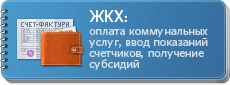 СЧЕТ-ФАКТУРА
ЖКХ:
оплата коммунальных
услуг, ввод показаний
счетчиков, получение
субсидий